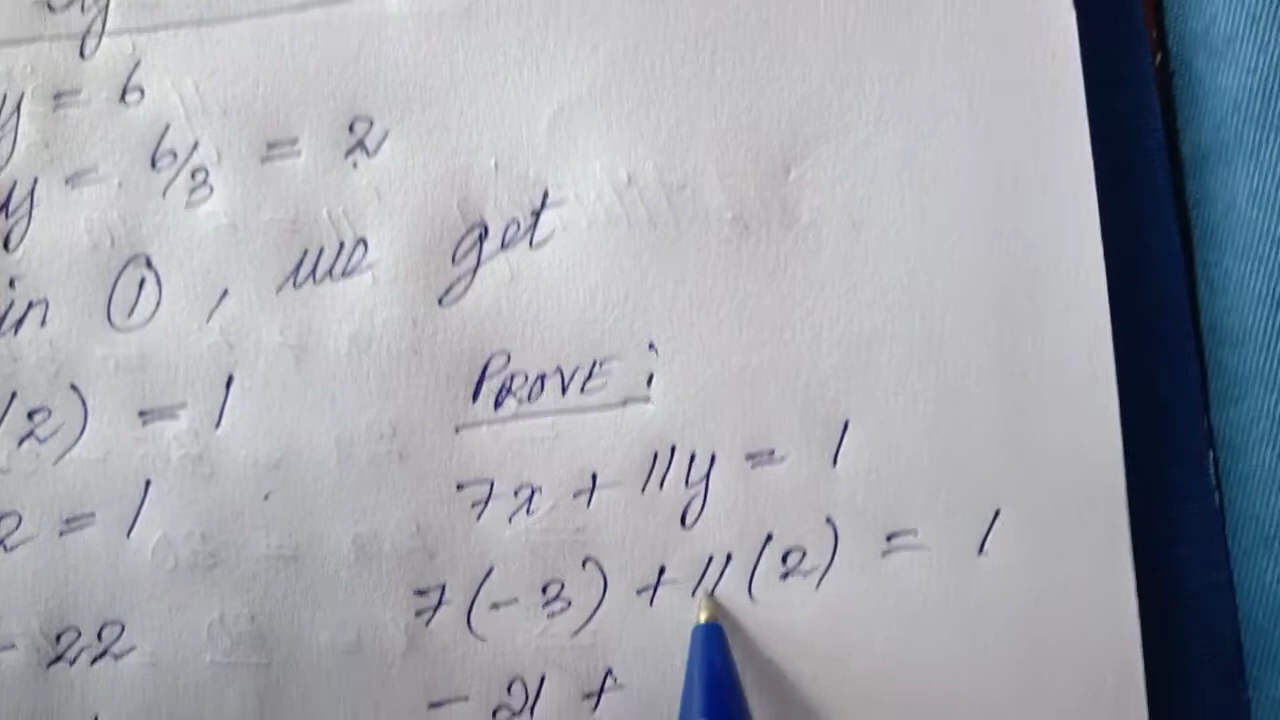 y = 6
y = 6/3 = 2
in ①, we get
(2) = 1
2 = 1
- 22
PROVE :
7x + 11y = 1
7(-3) + 11(2) = 1
- 21 +